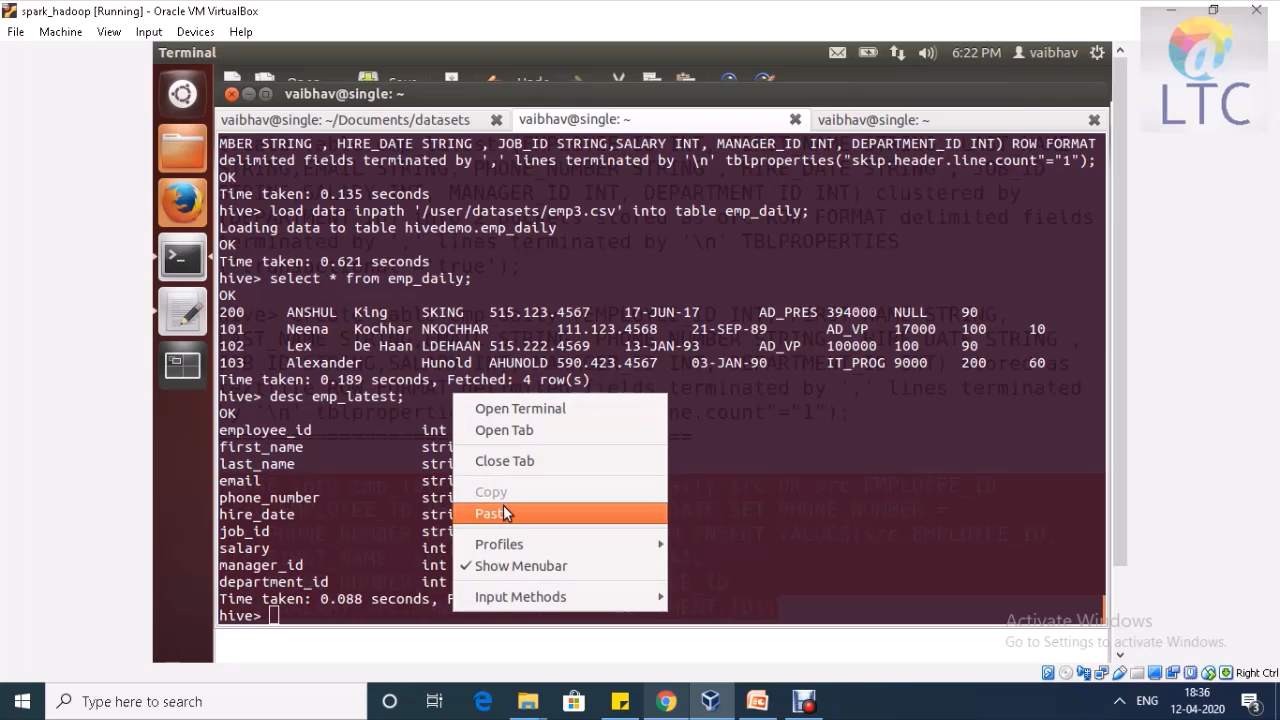 spark_hadoop [Running] - Oracle VM VirtualBox
File Machine View Input Devices Help
LTC
Terminal
6:22 PM vaibhav
vaibhav@single: ~
vaibhav@single: ~/Documents/datasets
vaibhav@single: ~
vaibhav@single: ~
MBER STRING , HIRE_DATE STRING , JOB_ID STRING,SALARY INT, MANAGER_ID INT, DEPARTMENT_ID INT) ROW FORMAT
delimited fields terminated by ',' lines terminated by '\n' tblproperties("skip.header.line.count"="1");
OK
Time taken: 0.135 seconds
hive> load data inpath '/user/datasets/emp3.csv' into table emp_daily;
Loading data to table hivedemo.emp_daily
OK
Time taken: 0.621 seconds
hive> select * from emp_daily;
OK
200 ANSHUL King SKING 515.123.4567 17-JUN-17 AD_PRES 394000 NULL 90
101 Neena Kochhar NKOCHHAR 111.123.4568 21-SEP-89 AD_VP 17000 100 10
102 Lex De Haan LDEHAAN 515.222.4569 13-JAN-93 AD_VP 100000 100 90
103 Alexander Hunold AHUNOLD 590.423.4567 03-JAN-90 IT_PROG 9000 200 60
Time taken: 0.189 seconds, Fetched: 4 row(s)
hive> desc emp_latest;
OK
employee_id int
first_name
last_name
email
phone_number
hire_date
job_id
salary int
manager_id int
department_id int
Time taken: 0.088 seconds,
hive>
Open Terminal
Open Tab
Close Tab
Copy
Paste
Profiles
Show Menubar
Input Methods
Activate Windows
Go to Settings to activate Windows.
Right Ctrl
Type here to search
ENG
18:36
12-04-2020
3